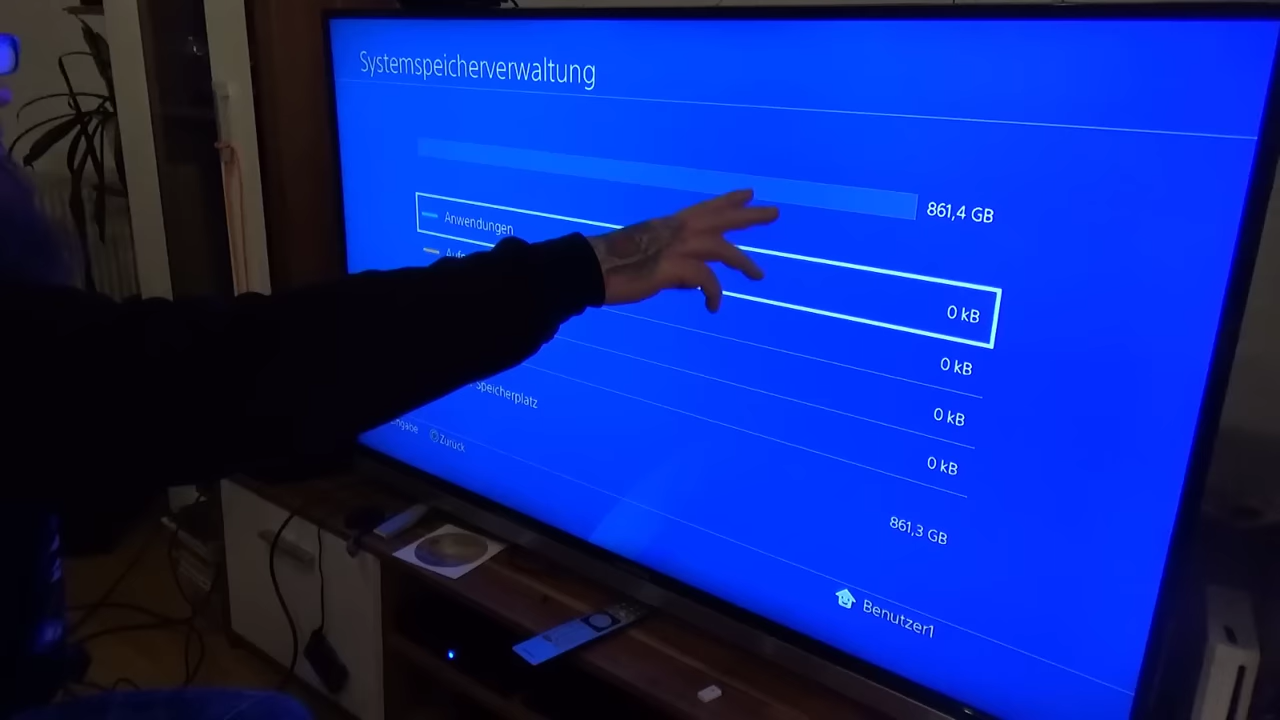 Systemspeicherverwaltung
861,4 GB
Anwendungen
0 kB
0 kB
0 kB
0 kB
Speicherplatz
861,3 GB
Zurück
Benutzer1